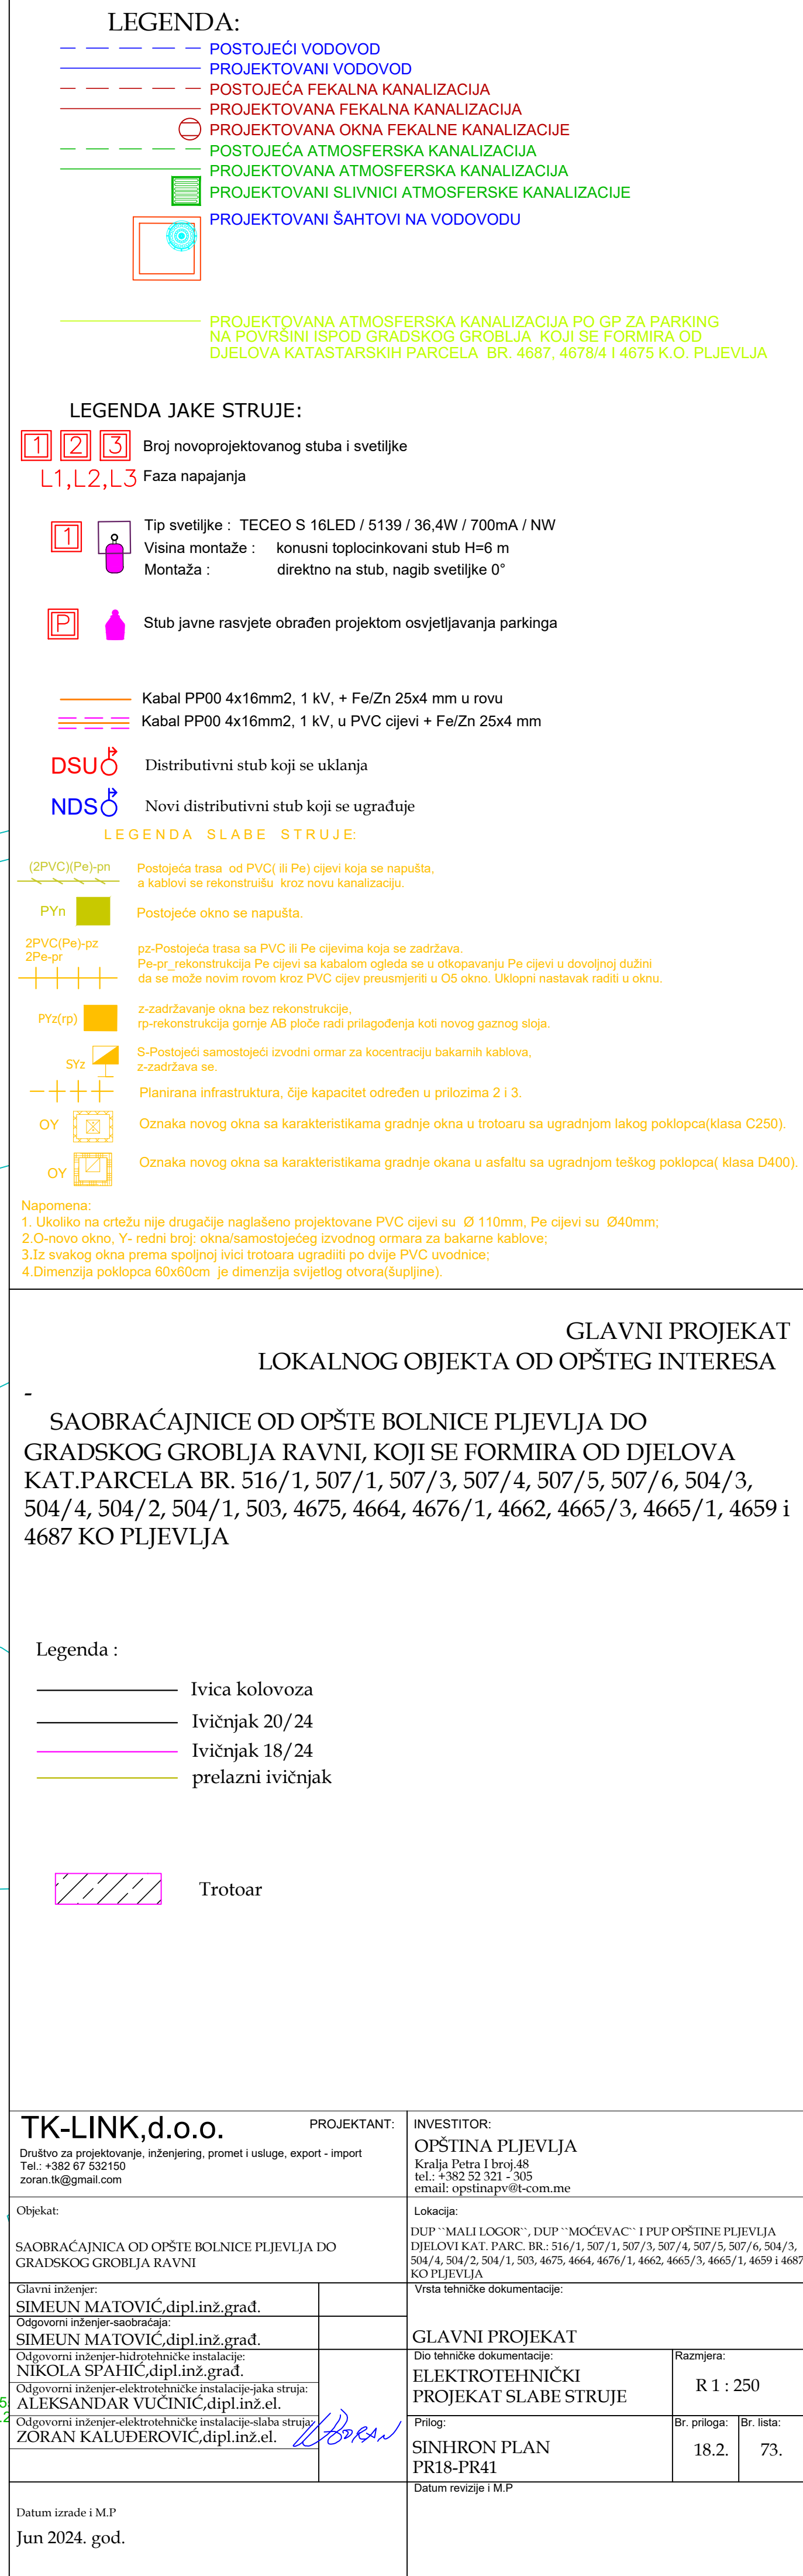 LEGENDA:
POSTOJEĆI VODOVOD
PROJEKTOVANI VODOVOD
POSTOJEĆA FEKALNA KANALIZACIJA
PROJEKTOVANA FEKALNA KANALIZACIJA
PROJEKTOVANA OKNA FEKALNE KANALIZACIJE
POSTOJEĆA ATMOSFERSKA KANALIZACIJA
PROJEKTOVANA ATMOSFERSKA KANALIZACIJA
PROJEKTOVANI SLIVNICI ATMOSFERSKE KANALIZACIJE
PROJEKTOVANI ŠAHTOVI NA VODOVODU
PROJEKTOVANA ATMOSFERSKA KANALIZACIJA PO GP ZA PARKING
NA POVRŠINI ISPOD GRADSKOG GROBLJA KOJI SE FORMIRA OD
DJELOVA KATASTARSKIH PARCELA BR. 4687, 4678/4 I 4675 K.O. PLJEVLJA
LEGENDA JAKE STRUJE:
1 2 3 Broj novoprojektovanog stuba i svetiljke
L1,L2,L3 Faza napajanja
1 Tip svetiljke : TECEO S 16LED / 5139 / 36,4W / 700mA / NW
Visina montaže : konusni toplocinkovani stub H=6 m
Montaža : direktno na stub, nagib svetiljke 0°
P Stub javne rasvjete obrađen projektom osvjetljavanja parkinga
Kabal PP00 4x16mm2, 1 kV, + Fe/Zn 25x4 mm u rovu
Kabal PP00 4x16mm2, 1 kV, u PVC cijevi + Fe/Zn 25x4 mm
DSU Distributivni stub koji se uklanja
NDS Novi distributivni stub koji se ugrađuje
LEGENDA SLABE STRUJE:
(2PVC)(Pe)-pn Postojeća trasa od PVC( ili Pe) cijevi koja se napušta,
a kablovi se rekonstruišu kroz novu kanalizaciju.
PYn Postojeće okno se napušta.
2PVC(Pe)-pz pz-Postojeća trasa sa PVC ili Pe cijevima koja se zadržava.
2Pe-pr Pe-pr_rekonstrukcija Pe cijevi sa kabalom ogleda se u otkopavanju Pe cijevi u dovoljnoj dužini
da se može novim rovom kroz PVC cijev preusmjeriti u O5 okno. Uklopni nastavak raditi u oknu.
PYz(rp) z-zadržavanje okna bez rekonstrukcije,
rp-rekonstrukcija gornje AB ploče radi prilagođenja koti novog gaznog sloja.
SYz S-Postojeći samostojeći izvodni ormar za kocentraciju bakarnih kablova,
z-zadržava se.
Planirana infrastruktura, čije kapacitet određen u prilozima 2 i 3.
OY Oznaka novog okna sa karakteristikama gradnje okna u trotoaru sa ugradnjom lakog poklopca(klasa C250).
OY Oznaka novog okna sa karakteristikama gradnje okana u asfaltu sa ugradnjom teškog poklopca( klasa D400).
Napomena:
1. Ukoliko na crtežu nije drugačije naglašeno projektovane PVC cijevi su Ø 110mm, Pe cijevi su Ø40mm;
2.O-novo okno, Y- redni broj: okna/samostojećeg izvodnog ormara za bakarne kablove;
3.Iz svakog okna prema spoljnoj ivici trotoara ugradiiti po dvije PVC uvodnice;
4.Dimenzija poklopca 60x60cm je dimenzija svijetlog otvora(šupljine).
GLAVNI PROJEKAT
LOKALNOG OBJEKTA OD OPŠTEG INTERESA
-
SAOBRAĆAJNICE OD OPŠTE BOLNICE PLJEVLJA DO
GRADSKOG GROBLJA RAVNI, KOJI SE FORMIRA OD DJELOVA
KAT.PARCELA BR. 516/1, 507/1, 507/3, 507/4, 507/5, 507/6, 504/3,
504/4, 504/2, 504/1, 503, 4675, 4664, 4676/1, 4662, 4665/3, 4665/1, 4659 i
4687 KO PLJEVLJA
Legenda :
Ivica kolovoza
Ivičnjak 20/24
Ivičnjak 18/24
prelazni ivičnjak
Trotoar
TK-LINK,d.o.o. PROJEKTANT:
Društvo za projektovanje, inženjering, promet i usluge, export - import
Tel.: +382 67 532150
zoran.tk@gmail.com
INVESTITOR:
OPŠTINA PLJEVLJA
Kralja Petra I broj.48
tel.: +382 52 321 - 305
email: opstinapv@t-com.me
Objekat:
SAOBRAĆAJNICA OD OPŠTE BOLNICE PLJEVLJA DO
GRADSKOG GROBLJA RAVNI
Lokacija:
DUP ``MALI LOGOR``, DUP ``MOĆEVAC`` I PUP OPŠTINE PLJEVLJA
DJELOVI KAT. PARC. BR.: 516/1, 507/1, 507/3, 507/4, 507/5, 507/6, 504/3,
504/4, 504/2, 504/1, 503, 4675, 4664, 4676/1, 4662, 4665/3, 4665/1, 4659 i 4687
KO PLJEVLJA
Glavni inženjer:
SIMEUN MATOVIĆ,dipl.inž.građ.
Odgovorni inženjer-saobraćaja:
SIMEUN MATOVIĆ,dipl.inž.građ.
Odgovorni inženjer-hidrotehničke instalacije:
NIKOLA SPAHIĆ,dipl.inž.građ.
Odgovorni inženjer-elektrotehničke instalacije-jaka struja:
ALEKSANDAR VUČINIĆ,dipl.inž.el.
Odgovorni inženjer-elektrotehničke instalacije-slaba struja:
ZORAN KALUĐEROVIĆ,dipl.inž.el.
Vrsta tehničke dokumentacije:
GLAVNI PROJEKAT
Dio tehničke dokumentacije:
ELEKTROTEHNIČKI
PROJEKAT SLABE STRUJE
Razmjera:
R 1 : 250
Prilog:
SINHRON PLAN
PR18-PR41
Br. priloga:
18.2.
Br. lista:
73.
Datum izrade i M.P
Jun 2024. god.
Datum revizije i M.P